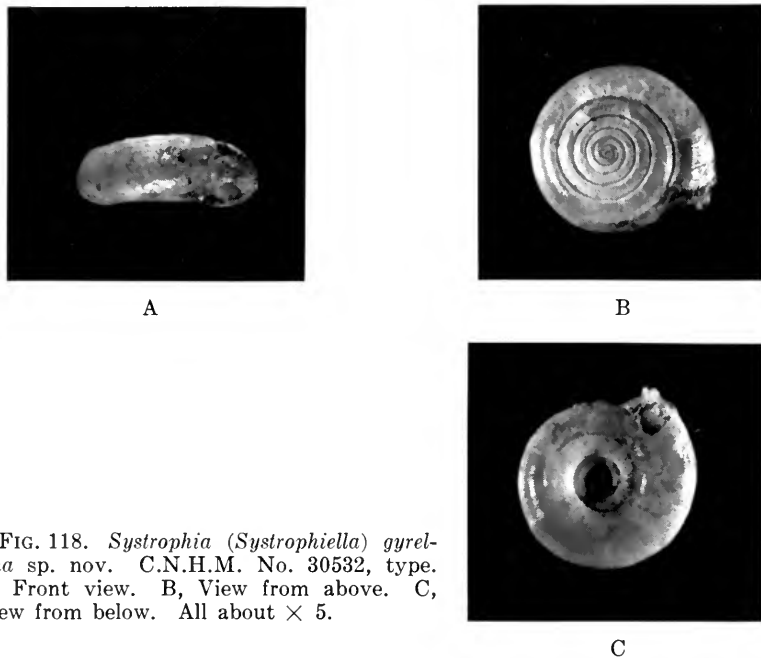 A
B
FIG. 118. Systrophia (Systrophiella) gyrel-
sp. nov. C.N.H.M. No. 30532, type.
Front view. B, View from above. C,
from below. All about × 5.
C